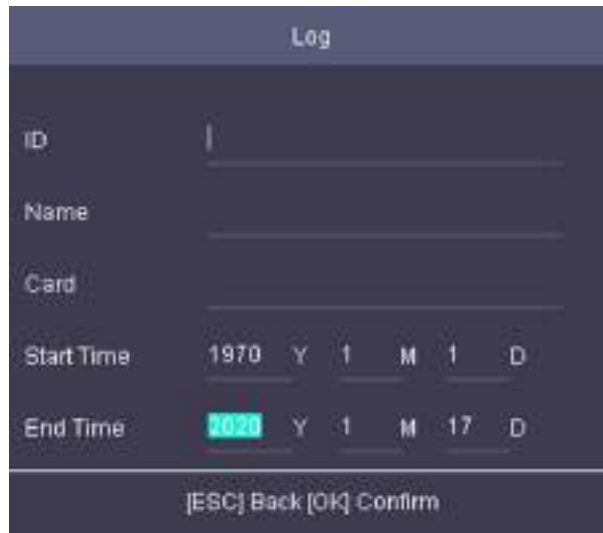 Log
ID
Name
Card
Start Time 1970 Y 1 M 1 D
End Time 2020 Y 1 M 17 D
[ESC] Back [OK] Confirm